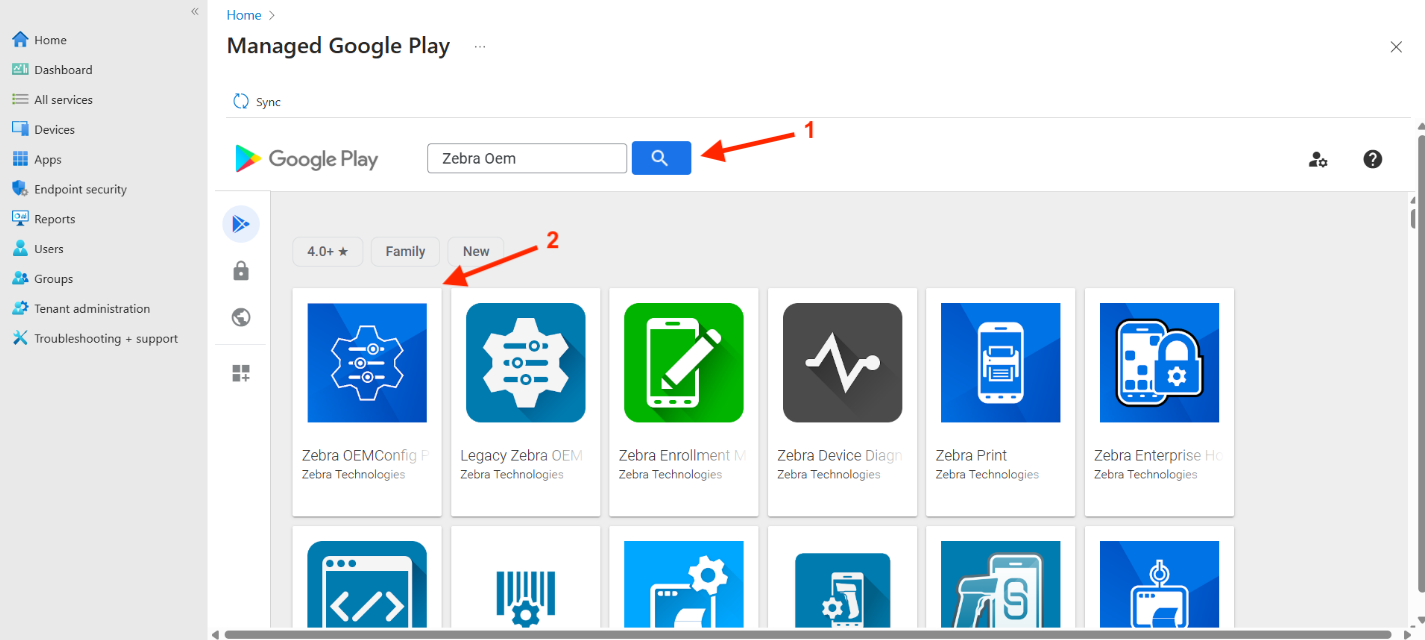 «
Home >
Managed Google Play ...
Home
Dashboard
All services
Devices
Apps
Endpoint security
Reports
Users
Groups
Tenant administration
Troubleshooting + support
Sync
1
Google Play
Zebra Oem
2
4.0+ ★
Family
New
Zebra OEMConfig P
Zebra Technologies
Legacy Zebra OEM
Zebra Technologies
Zebra Enrollment M
Zebra Technologies
Zebra Device Diagn
Zebra Technologies
Zebra Print
Zebra Technologies
Zebra Enterprise Ho
Zebra Technologies